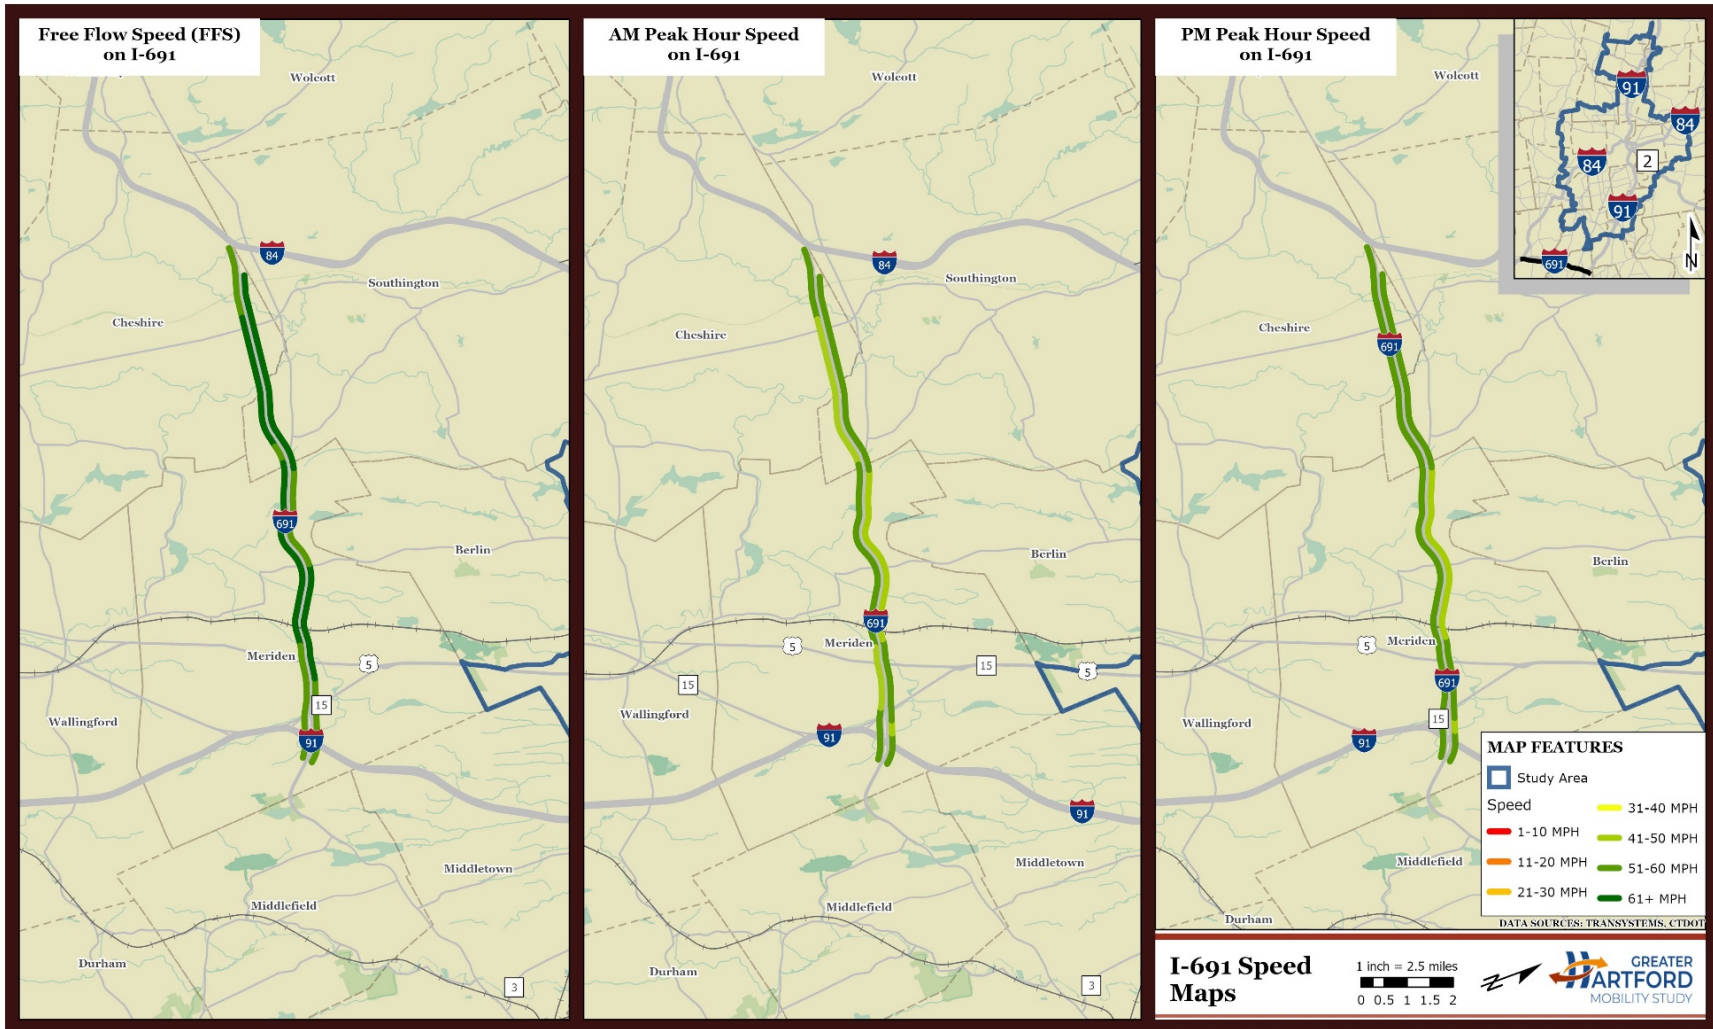 Free Flow Speed (FFS)
on I-691
Wolcott
84
Southington
Cheshire
691
Berlin
Meriden
5
15
Wallingford
91
Middletown
Middlefield
Durham
3
AM Peak Hour Speed
on I-691
Wolcott
84
Southington
Cheshire
Berlin
691
Meriden
5
15
5
15
Wallingford
91
91
Middletown
Middlefield
Durham
3
PM Peak Hour Speed
on I-691
Wolcott
91
84
84
2
91
691
N
Cheshire
691
Berlin
Meriden
5
691
15
Wallingford
91
Middlefield
Durham
MAP FEATURES
Study Area
Speed
1-10 MPH
11-20 MPH
21-30 MPH
31-40 MPH
41-50 MPH
51-60 MPH
61+ MPH
DATA SOURCES: TRANSYSTEMS, CTDOT
I-691 Speed
Maps
1 inch = 2.5 miles
0 0.5 1 1.5 2
N
GREATER
HARTFORD
MOBILITY STUDY